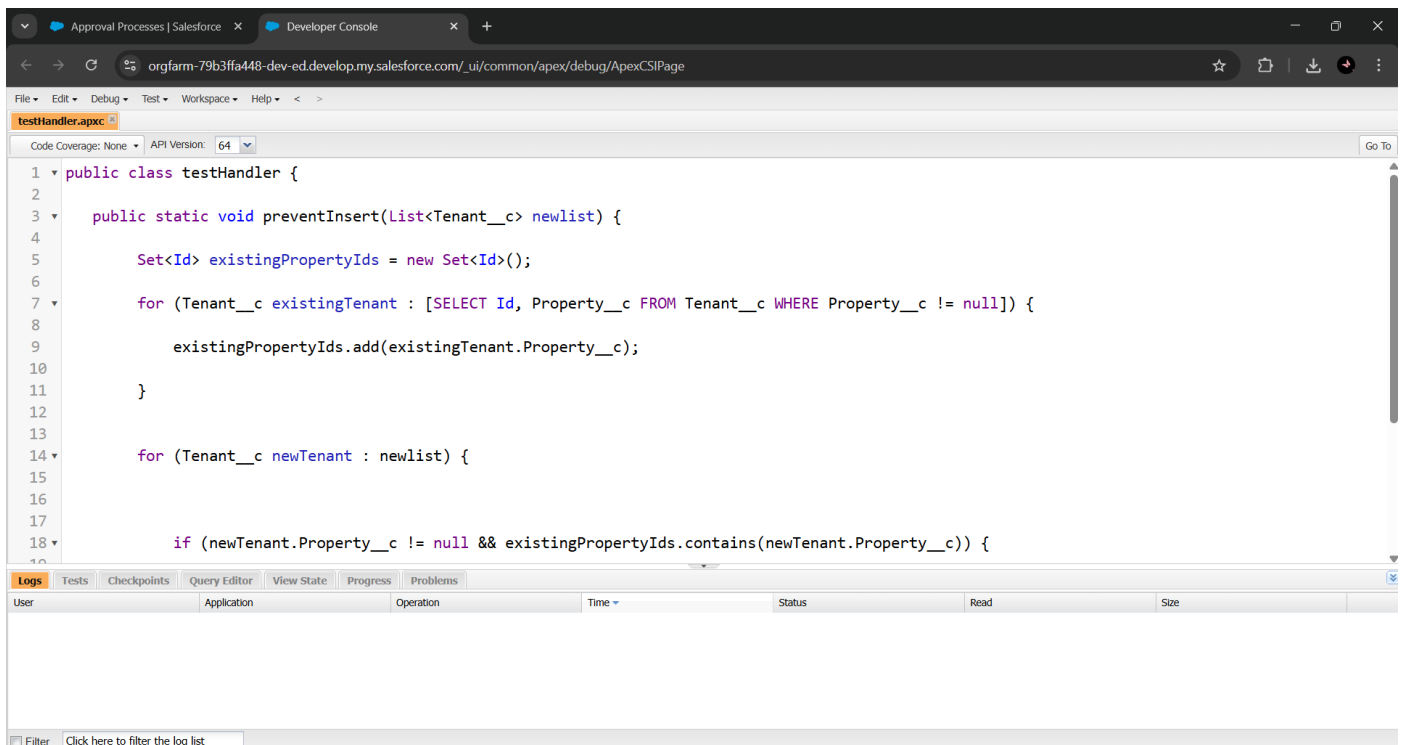 Approval Processes | Salesforce
Developer Console
orgfarm-79b3ffa448-dev-ed.develop.my.salesforce.com/_ui/common/apex/debug/ApexCSIPage
File Edit Debug Test Workspace Help < >
testHandler.apxc
Code Coverage: None API Version: 64 Go To
1 public class testHandler {
2
3 public static void preventInsert(List<Tenant__c> newlist) {
4
5 Set<Id> existingPropertyIds = new Set<Id>();
6
7 for (Tenant__c existingTenant : [SELECT Id, Property__c FROM Tenant__c WHERE Property__c != null]) {
8
9 existingPropertyIds.add(existingTenant.Property__c);
10
11 }
12
13
14 for (Tenant__c newTenant : newlist) {
15
16
17
18 if (newTenant.Property__c != null && existingPropertyIds.contains(newTenant.Property__c)) {
19
Logs Tests Checkpoints Query Editor View State Progress Problems
User Application Operation Time Status Read Size
Filter Click here to filter the log list